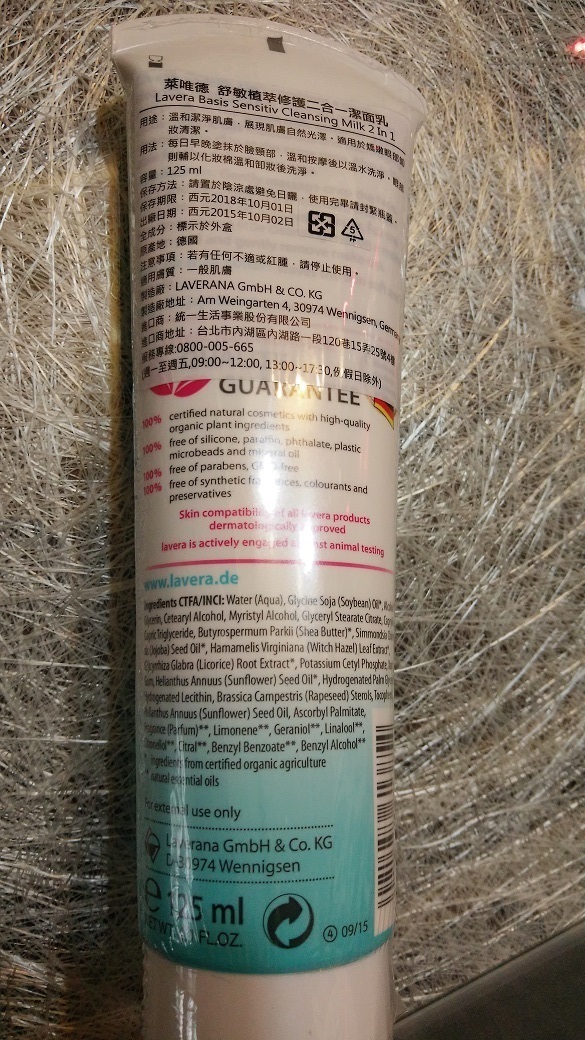 萊唯德 舒敏植萃修護二合一潔面乳
Lavera Basis Sensitiv Cleansing Milk 2 In 1
用途：溫和潔淨肌膚，展現肌膚自然光澤，適用於
妝清潔。
用法：每日早晚塗抹於臉頸部，溫和按摩後以溫水洗淨，
則輔以化妝棉溫和卸妝後洗淨。
容量：125 ml
保存方法：請置於陰涼處避免日曬，使用完畢請封緊瓶蓋。
保存期限：西元2018年10月01日
出廠日期：西元2015年10月02日
5
PP
全成分：標示於外盒
原產地：德國
注意事項：若有任何不適或紅腫，請停止使用。
適用膚質：一般肌膚
製造廠：LAVERANA GmbH & CO. KG
製造廠地址：Am Weingarten 4, 30974 Wennigsen, Germany
進口商：統一生活事業股份有限公司
進口商地址：台北市內湖區內湖路一段120巷15弄25號4樓
服務專線:0800-005-665
(週一至週五,09:00~12:00, 13:00~17:30,例假日除外)
GUARANTEE
100% certified natural cosmetics with high-quality
organic plant ingredients
100% free of silicone, paraffin, phthalate, plastic
microbeads and mineral oil
100% free of parabens, GMO-free
100% free of synthetic fragrances, colourants and
preservatives
Skin compatibility of all lavera products
dermatologically approved
lavera is actively engaged against animal testing
www.lavera.de
Ingredients CTFA/INCI: Water (Aqua), Glycine Soja (Soybean) Oil*,
Glycerin, Cetearyl Alcohol, Myristyl Alcohol, Glyceryl Stearate Citrate,
Capric Triglyceride, Butyrospermum Parkii (Shea Butter)*,
(Jojoba) Seed Oil*, Hamamelis Virginiana (Witch Hazel) Leaf Extract*,
Glycyrrhiza Glabra (Licorice) Root Extract*, Potassium Cetyl Phosphate,
Helianthus Annuus (Sunflower) Seed Oil*, Hydrogenated Palm
Hydrogenated Lecithin, Brassica Campestris (Rapeseed) Sterols,
Helianthus Annuus (Sunflower) Seed Oil, Ascorbyl Palmitate,
Fragrance (Parfum)**, Limonene**, Geraniol**, Linalool**,
Citronellol**, Citral**, Benzyl Benzoate**, Benzyl Alcohol**
* ingredients from certified organic agriculture
** natural essential oils
For external use only
Laverana GmbH & Co. KG
D-30974 Wennigsen
e 125 ml
NET WT. FL.OZ.
4 09/15